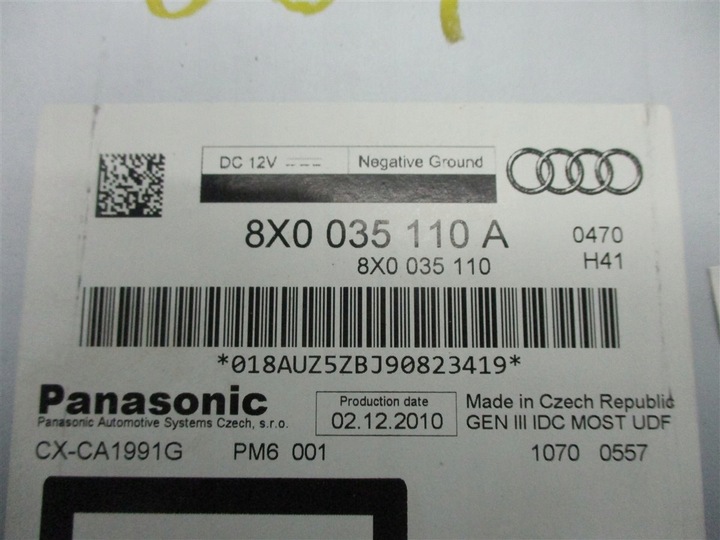 DC 12V Negative Ground
8X0 035 110 A 0470
8X0 035 110 H41
*018AUZ5ZBJ90823419*
Panasonic Production date Made in Czech Republic
Panasonic Automotive Systems Czech, s.r.o. 02.12.2010 GEN III IDC MOST UDF
CX-CA1991G PM6 001 1070 0557